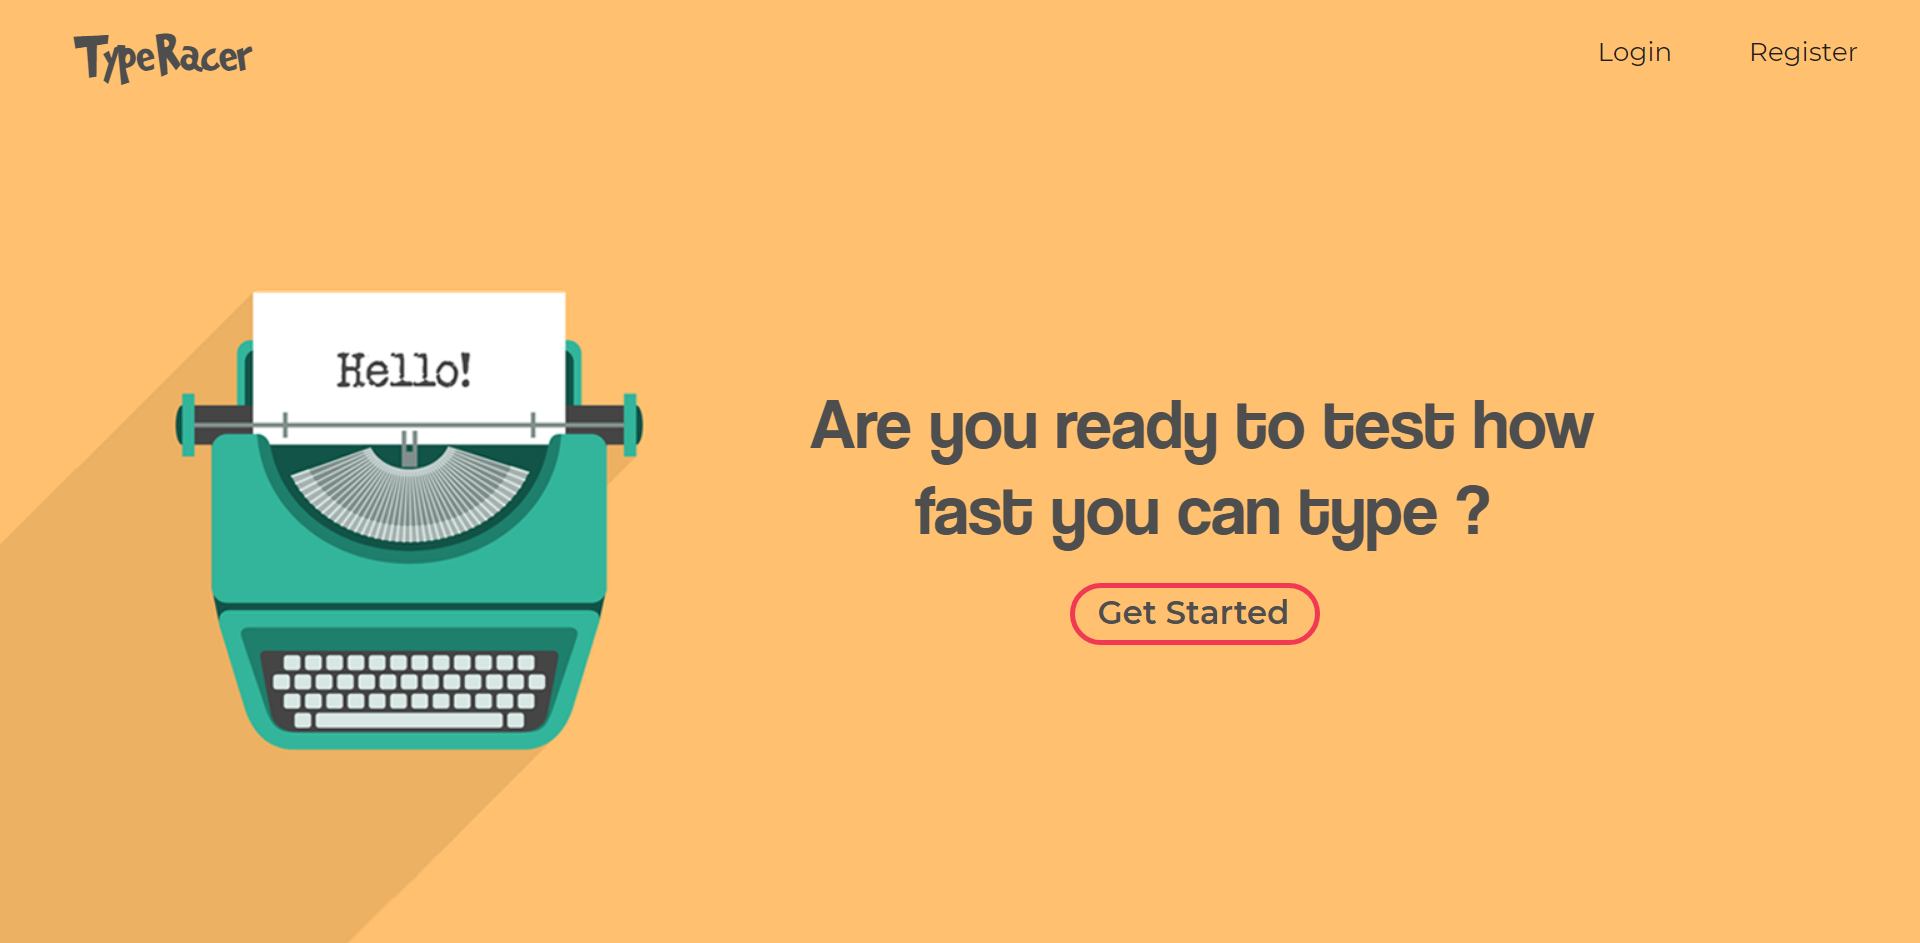 TypeRacer
Login
Register
Hello!
Are you ready to test how
fast you can type ?
Get Started